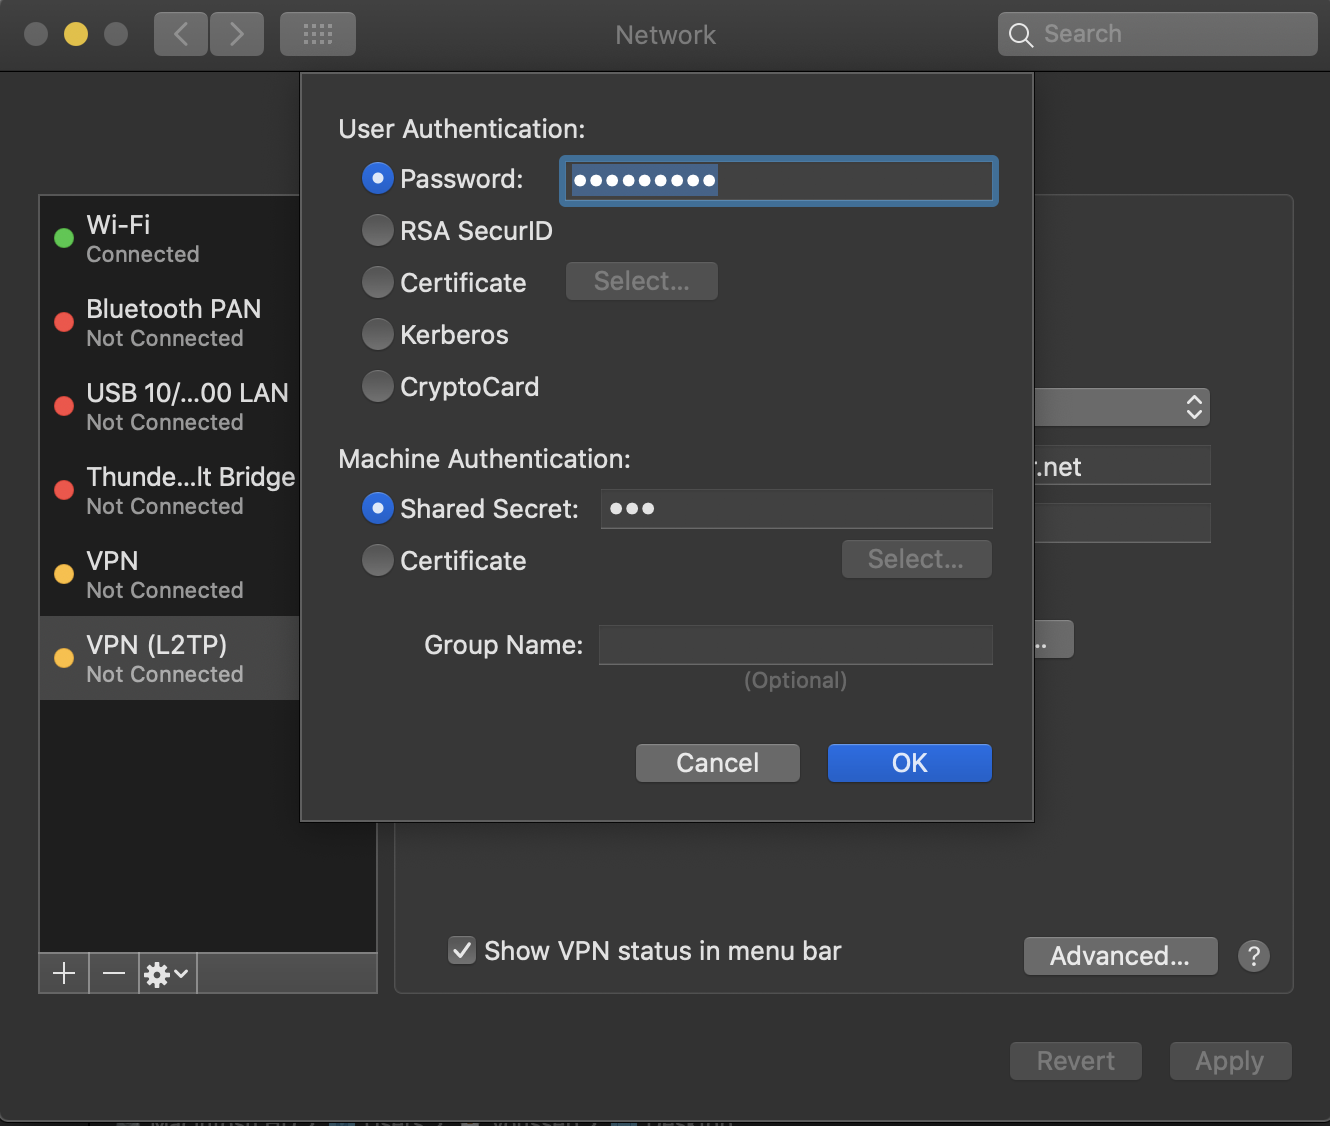 Network
Search
User Authentication:
Password: •••••••••
RSA SecurID
Certificate Select...
Kerberos
CryptoCard
Machine Authentication:
Shared Secret: •••
Certificate Select...
Group Name:
(Optional)
Cancel OK
Wi-Fi
Connected
Bluetooth PAN
Not Connected
USB 10/...00 LAN
Not Connected
Thunde...lt Bridge
Not Connected
VPN
Not Connected
VPN (L2TP)
Not Connected
.net
..
Show VPN status in menu bar
Advanced... ?
Revert Apply